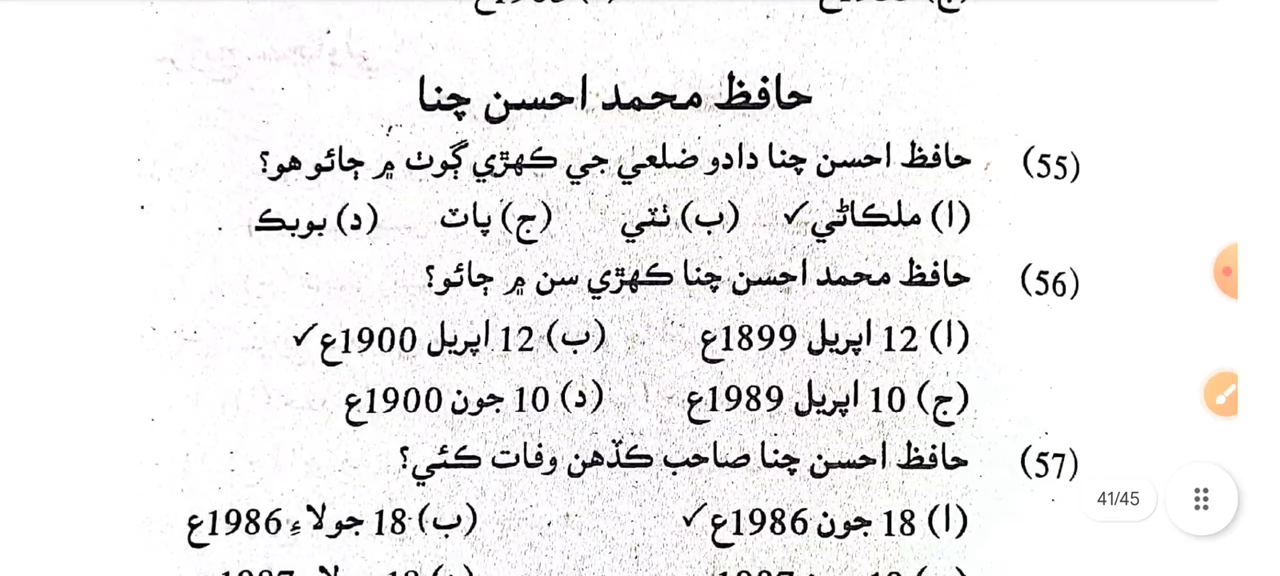 حافظ محمد احسن چنا
(55) حافظ احسن چنا دادو ضلعي جي ڪهڙي ڳوٺ ۾ ڄائو هو؟
(ا) ملڪاڻي ✓ (ب) ٺٽي (ج) پاٽ (د) بوبڪ
(56) حافظ محمد احسن چنا ڪهڙي سن ۾ ڄائو؟
(ا) 12 اپريل 1899ع (ب) 12 اپريل 1900ع ✓
(ج) 10 اپريل 1989ع (د) 10 جون 1900ع
(57) حافظ احسن چنا صاحب ڪڏهن وفات ڪئي؟
(ا) 18 جون 1986ع ✓ (ب) 18 جولاءِ 1986ع
41/45